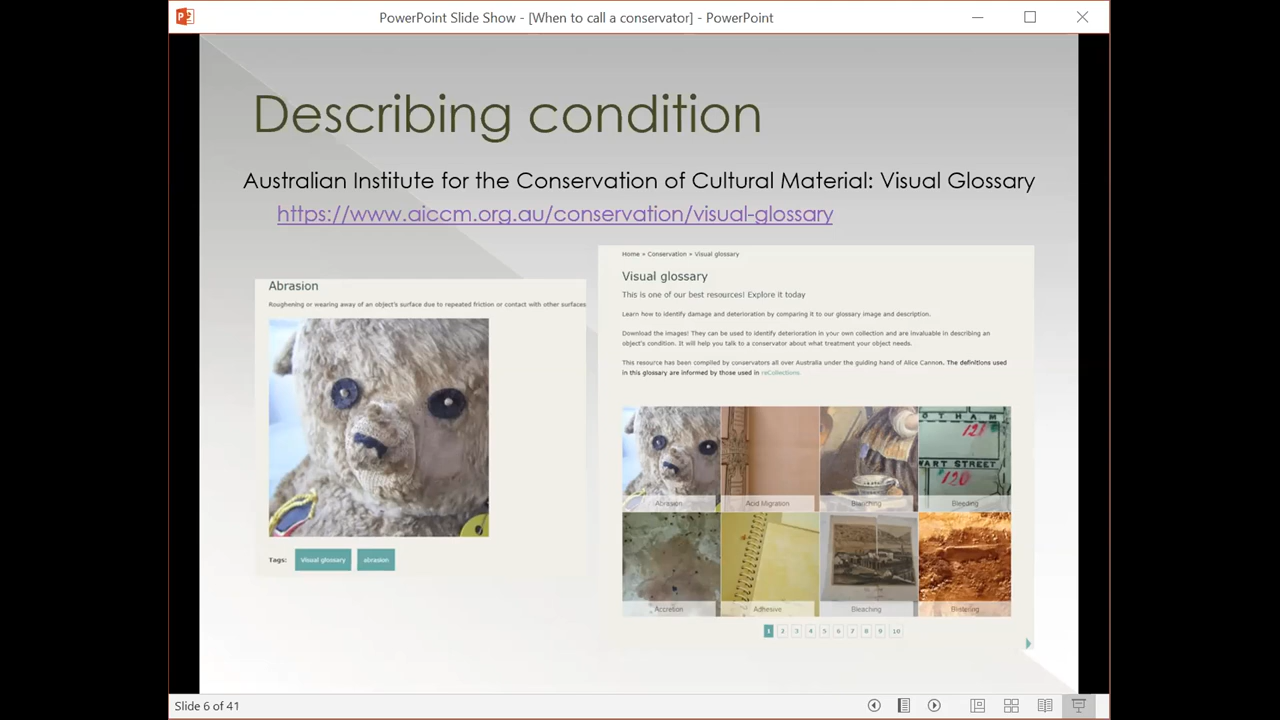 PowerPoint Slide Show - [When to call a conservator] - PowerPoint
Describing condition
Australian Institute for the Conservation of Cultural Material: Visual Glossary
https://www.aiccm.org.au/conservation/visual-glossary
Abrasion
Roughening or wearing away of an object's surface due to repeated friction or contact with other surfaces
Tags: Visual glossary abrasion
Home » Conservation » Visual glossary
Visual glossary
This is one of our best resources! Explore it today
Learn how to identify damage and deterioration by comparing it to our glossary image and description.
Download the images! They can be used to identify deterioration in your own collection and are invaluable in describing an
object's condition. It will help you talk to a conservator about what treatment your object needs.
This resource has been compiled by conservators all over Australia under the guiding hand of Alice Cannon. The definitions used
in this glossary are informed by those used in reCollections.
THAM
121
WART STREET
120
Abrasion Acid Migration Blanching Bleeding
Accretion Adhesive Bleaching Blistering
1 2 3 4 5 6 7 8 9 10
Slide 6 of 41